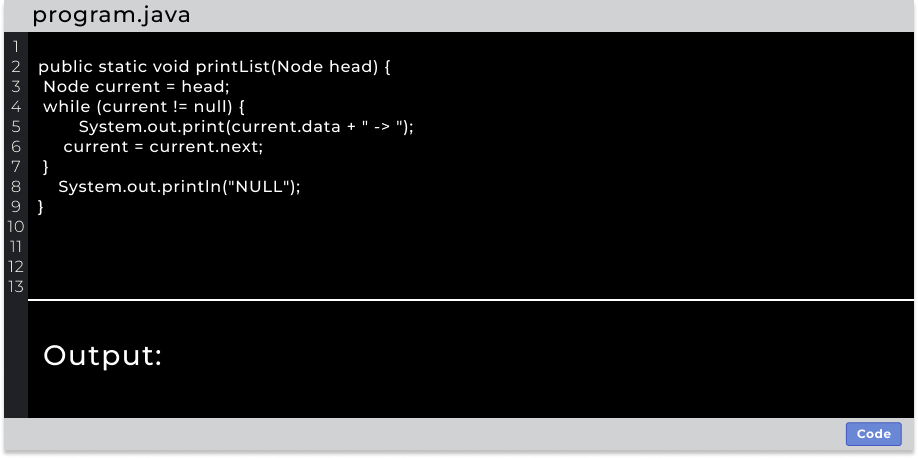 program.java
1
2 public static void printList(Node head) {
3 Node current = head;
4 while (current != null) {
5 System.out.print(current.data + " -> ");
6 current = current.next;
7 }
8 System.out.println("NULL");
9 }
10
11
12
13
Output:
Code